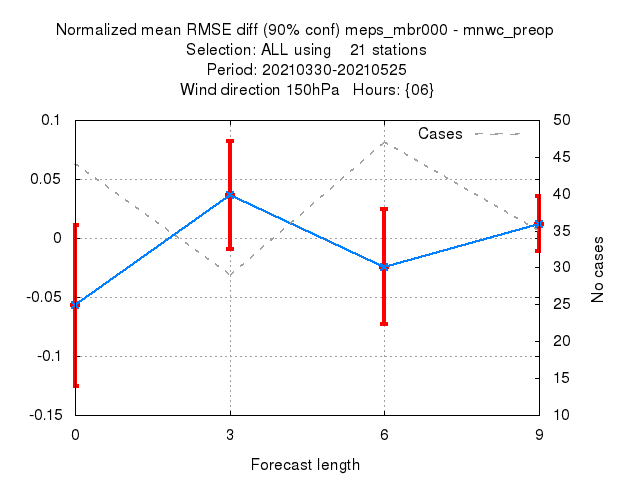 Normalized mean RMSE diff (90% conf) meps_mbr000 - mnwc_preop
Selection: ALL using    21 stations
Period: 20210330-20210525
Wind direction 150hPa   Hours: {06}
Cases
0.1
0.05
0
-0.05
-0.1
-0.15
50
45
40
35
30
25
20
15
10
No cases
0 3 6 9
Forecast length